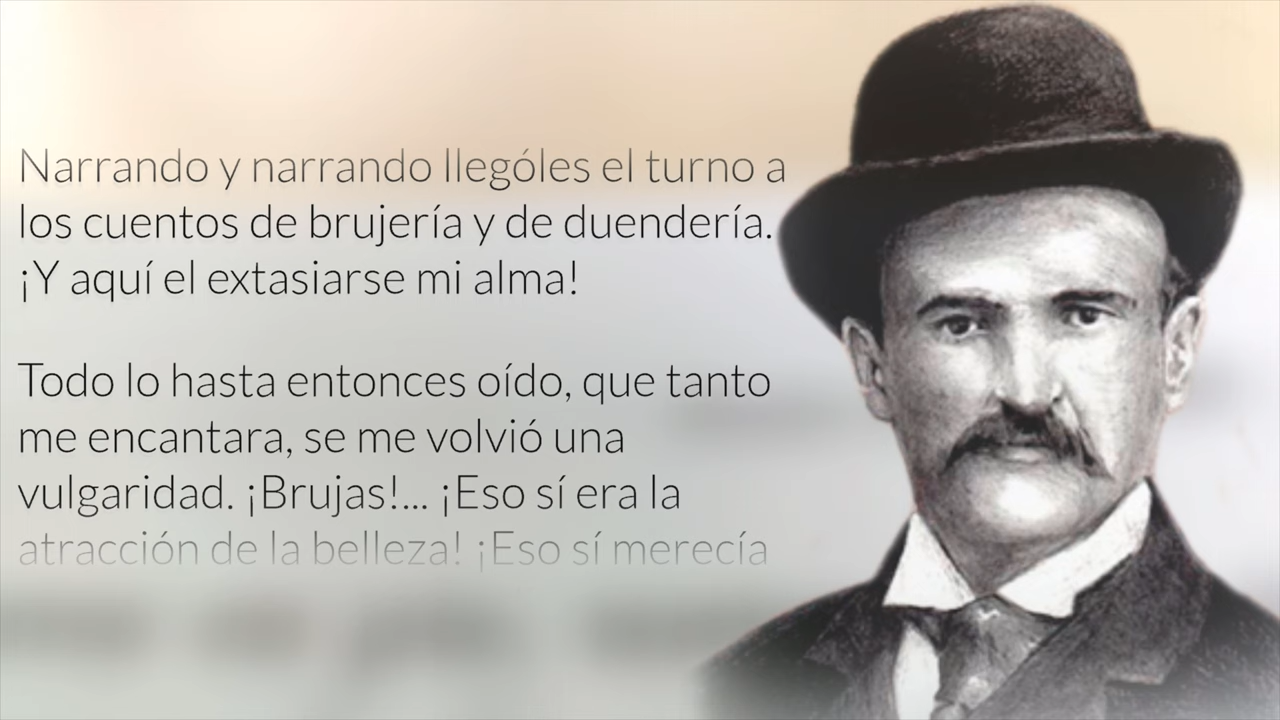 Narrando y narrando llególes el turno a
los cuentos de brujería y de duendería.
¡Y aquí el extasiarse mi alma!
Todo lo hasta entonces oído, que tanto
me encantara, se me volvió una
vulgaridad. ¡Brujas!... ¡Eso sí era la
atracción de la belleza! ¡Eso sí merecía